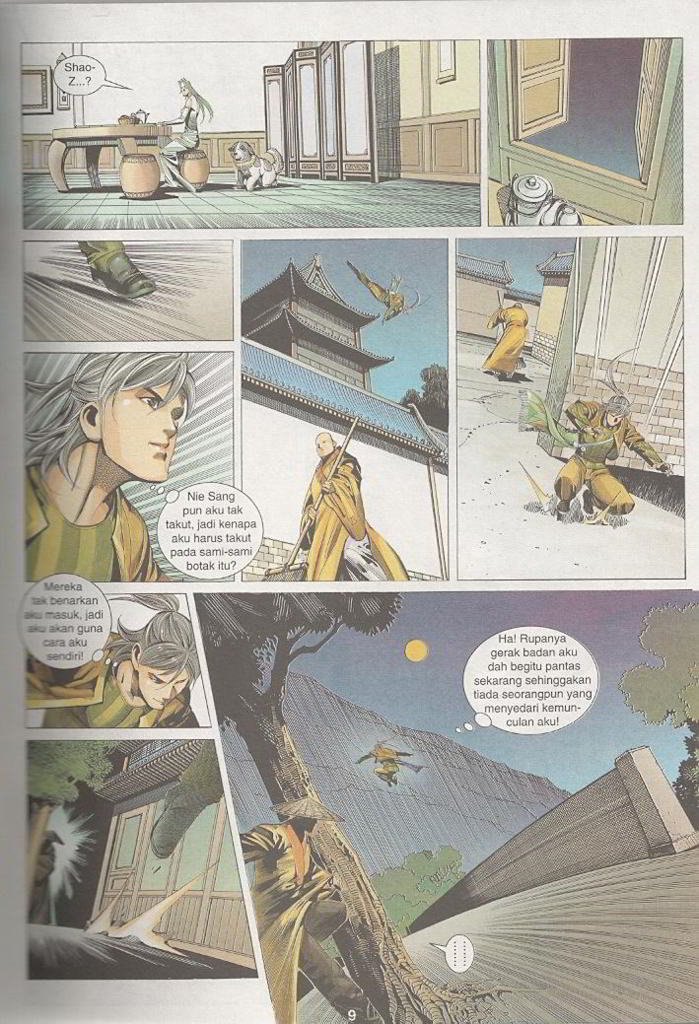 Shao-
Z...?
Nie Sang
pun aku tak
takut, jadi kenapa
aku harus takut
pada sami-sami
botak itu?
Mereka
tak benarkan
aku masuk, jadi
aku akan guna
cara aku
sendiri!
Ha! Rupanya
gerak badan aku
dah begitu pantas
sekarang sehinggakan
tiada seorangpun yang
menyedari kemun-
culan aku!
......
9